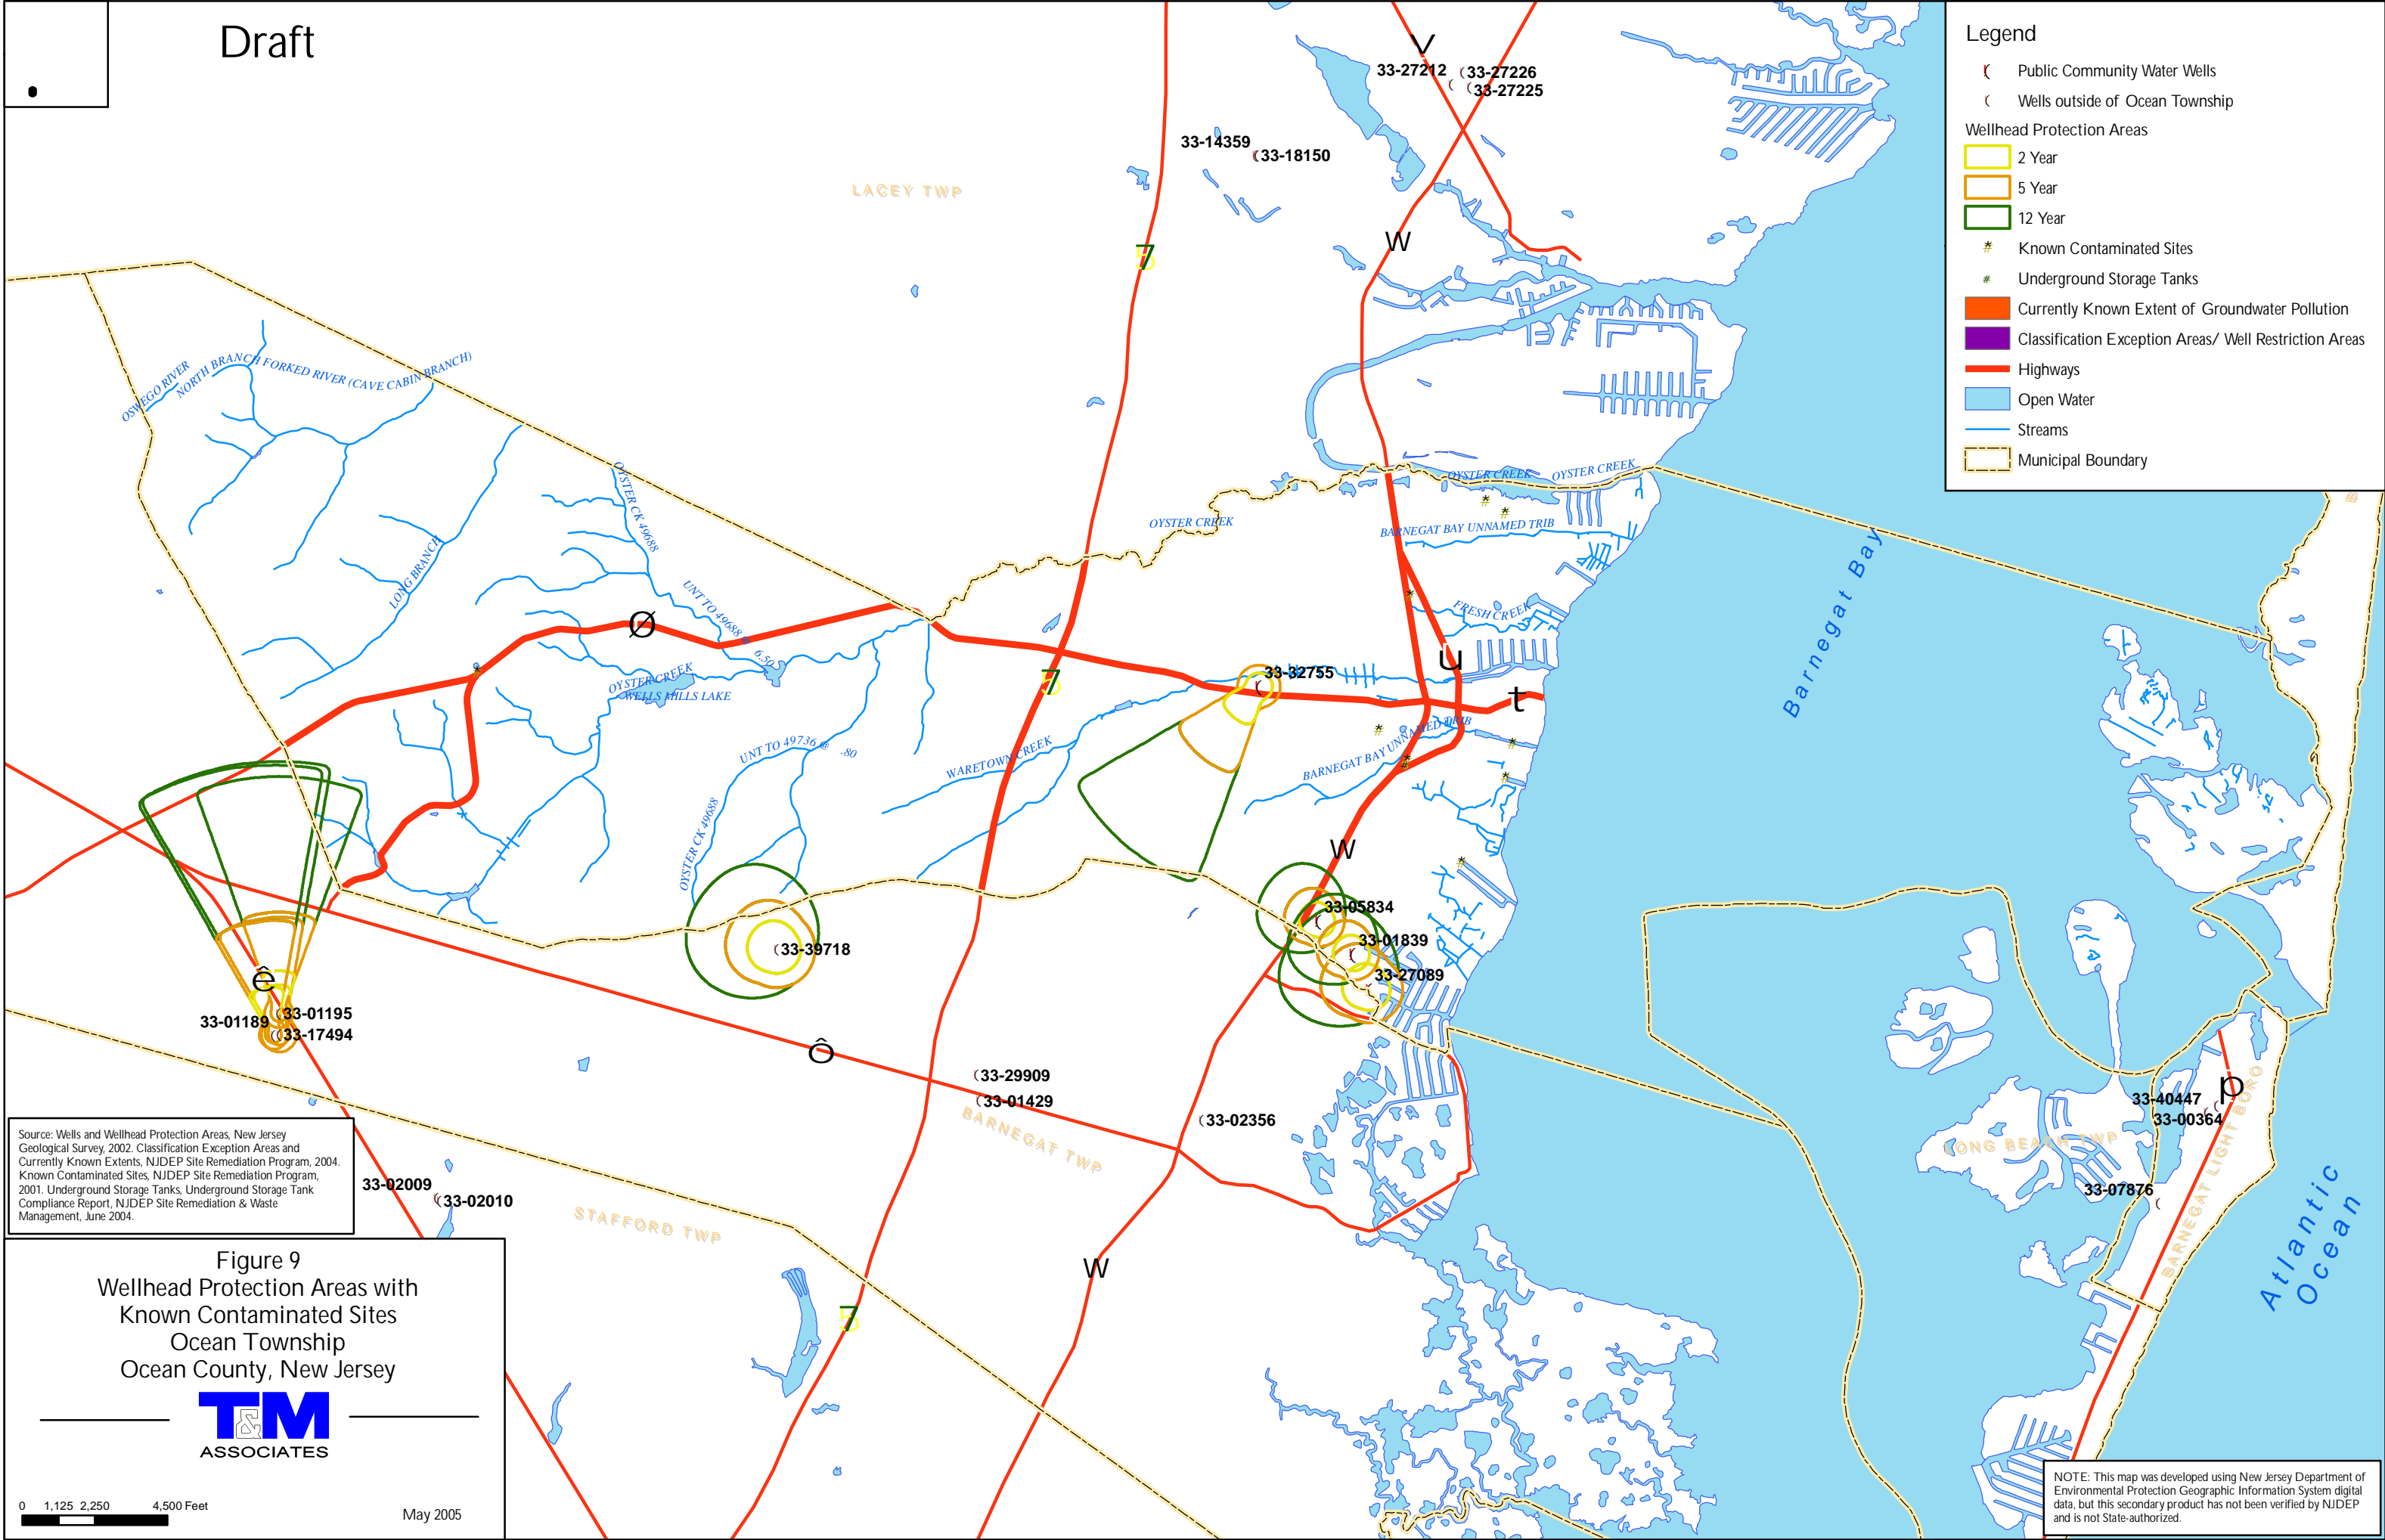 Draft
Legend
Public Community Water Wells
Wells outside of Ocean Township
Wellhead Protection Areas
2 Year
5 Year
12 Year
Known Contaminated Sites
Underground Storage Tanks
Currently Known Extent of Groundwater Pollution
Classification Exception Areas/ Well Restriction Areas
Highways
Open Water
Streams
Municipal Boundary
V
33-27212
33-27226
33-27225
33-14359
33-18150
LACEY TWP
W
7
OSWEGO RIVER
NORTH BRANCH FORKED RIVER (CAVE CABIN BRANCH)
OYSTER CK 49688
LONG BRANCH
UNT TO 49688 @ 6.50
OYSTER CREEK
OYSTER CREEK
OYSTER CREEK
BARNEGAT BAY UNNAMED TRIB
FRESH CREEK
Ø
OYSTER CREEK
WELLS MILLS LAKE
7
33-32755
u
t
UNT TO 49736 @ .80
WARETOWN CREEK
BARNEGAT BAY UNNAMED TRIB
OYSTER CK 49688
Barnegat Bay
W
33-05834
33-01839
33-27089
33-39718
ê
33-01195
33-01189
33-17494
Ô
33-29909
33-01429
33-02356
BARNEGAT TWP
p
33-40447
33-00364
LONG BEACH TWP
33-07876
BARNEGAT LIGHT BORO
Atlantic
Ocean
33-02009
33-02010
STAFFORD TWP
W
7
Source: Wells and Wellhead Protection Areas, New Jersey
Geological Survey, 2002. Classification Exception Areas and
Currently Known Extents, NJDEP Site Remediation Program, 2004.
Known Contaminated Sites, NJDEP Site Remediation Program,
2001. Underground Storage Tanks, Underground Storage Tank
Compliance Report, NJDEP Site Remediation & Waste
Management, June 2004.
Figure 9
Wellhead Protection Areas with
Known Contaminated Sites
Ocean Township
Ocean County, New Jersey
T&M
ASSOCIATES
0 1,125 2,250 4,500 Feet
May 2005
NOTE: This map was developed using New Jersey Department of
Environmental Protection Geographic Information System digital
data, but this secondary product has not been verified by NJDEP
and is not State-authorized.